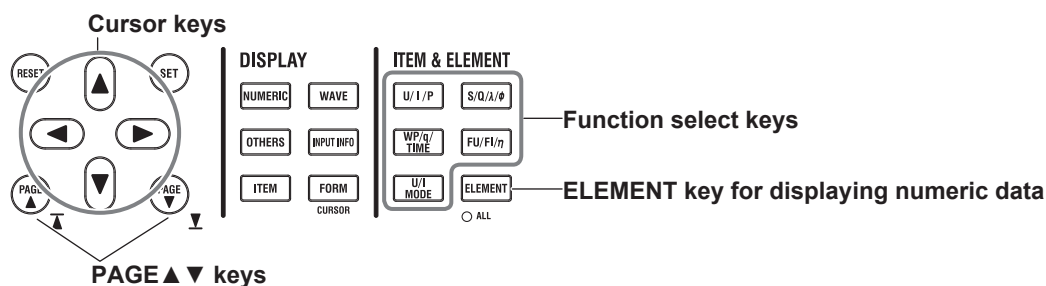 Cursor keys
RESET
SET
PAGE
▲
PAGE
▼
PAGE▲▼ keys
DISPLAY
NUMERIC
WAVE
OTHERS
INPUT INFO
ITEM
FORM
CURSOR
ITEM & ELEMENT
U/I/P
S/Q/λ/ϕ
WP/q/
TIME
FU/FI/η
U/I
MODE
ELEMENT
ALL
Function select keys
ELEMENT key for displaying numeric data